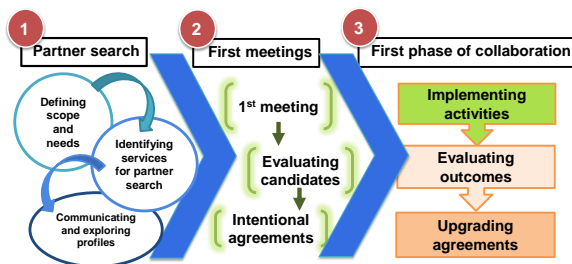 1
Partner search
Defining
scope
and
needs
Identifying
services
for partner
search
Communicating
and exploring
profiles
2
First meetings
1st meeting
Evaluating
candidates
Intentional
agreements
3
First phase of collaboration
Implementing
activities
Evaluating
outcomes
Upgrading
agreements